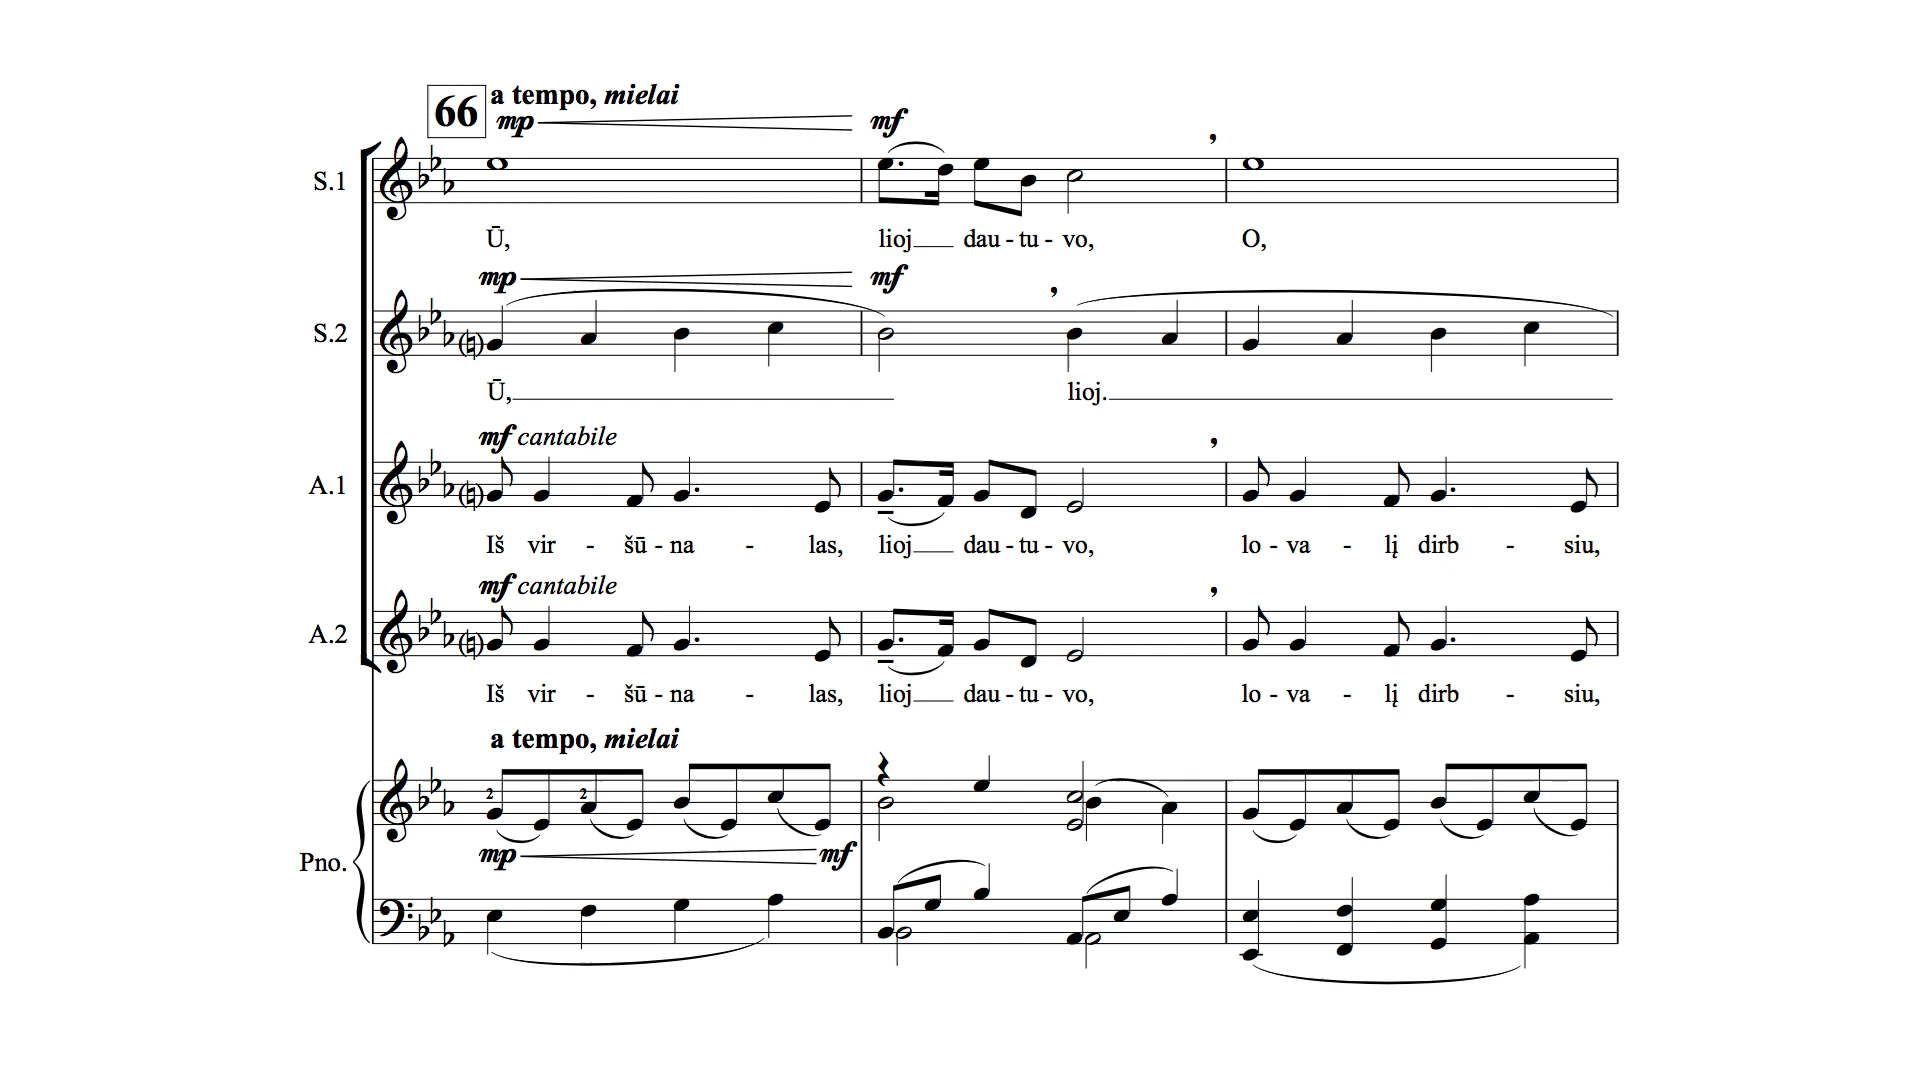 66 a tempo, mielai
mp mf
S.1
Ū, lioj dau - tu - vo, O,
mp mf
S.2
Ū, lioj.
mf cantabile
A.1
Iš vir - šū - na - las, lioj dau - tu - vo, lo - va - lį dirb - siu,
mf cantabile
A.2
Iš vir - šū - na - las, lioj dau - tu - vo, lo - va - lį dirb - siu,
a tempo, mielai
2 2
mp mf
Pno.